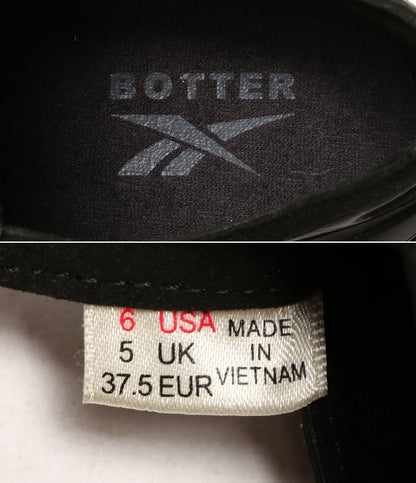 BOTTER
6 USA
5 UK
37.5 EUR
MADE
IN
VIETNAM